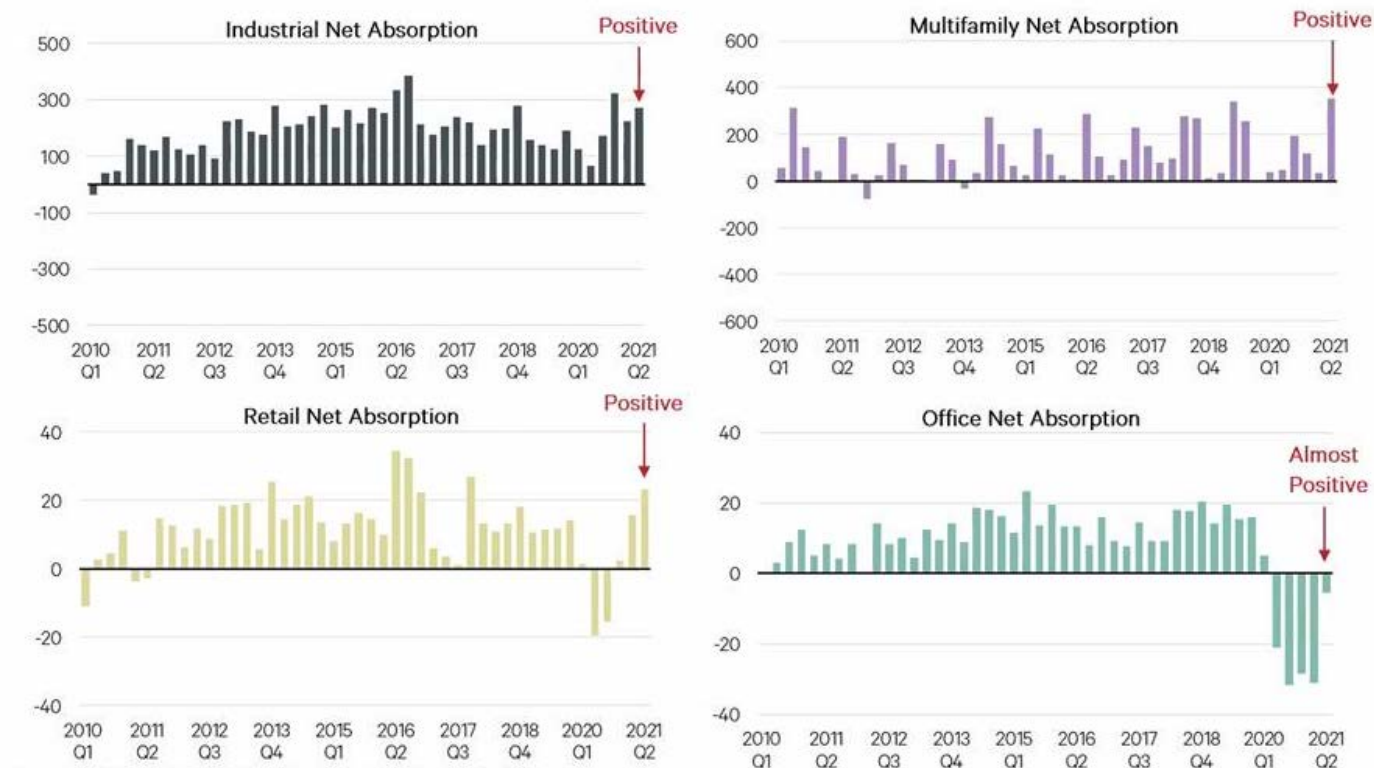 Industrial Net Absorption
Positive
500
300
100
-100
-300
-500
2010 2011 2012 2013 2015 2016 2017 2018 2020 2021
Q1 Q2 Q3 Q4 Q1 Q2 Q3 Q4 Q1 Q2
Multifamily Net Absorption
Positive
600
400
200
0
-200
-400
-600
2010 2011 2012 2013 2015 2016 2017 2018 2020 2021
Q1 Q2 Q3 Q4 Q1 Q2 Q3 Q4 Q1 Q2
Retail Net Absorption
Positive
40
20
0
-20
-40
2010 2011 2012 2013 2015 2016 2017 2018 2020 2021
Q1 Q2 Q3 Q4 Q1 Q2 Q3 Q4 Q1 Q2
Office Net Absorption
Almost
Positive
40
20
0
-20
-40
2010 2011 2012 2013 2015 2016 2017 2018 2020 2021
Q1 Q2 Q3 Q4 Q1 Q2 Q3 Q4 Q1 Q2